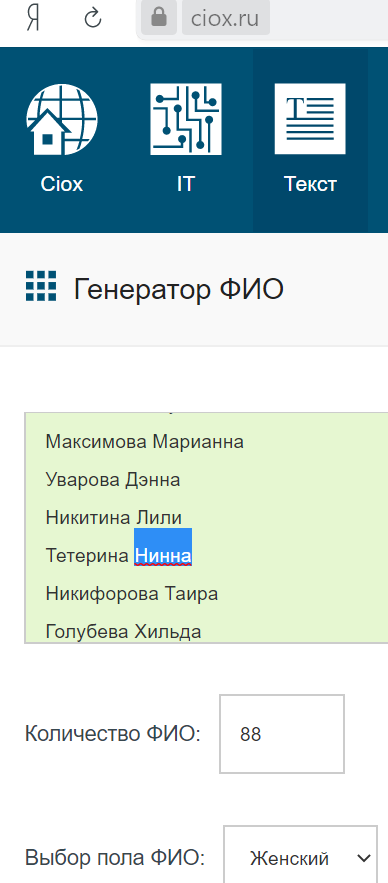 Я ciox.ru
Ciox IT Текст
Генератор ФИО
Максимова Марианна
Уварова Дэнна
Никитина Лили
Тетерина Нинна
Никифорова Таира
Голубева Хильда
Количество ФИО: 88
Выбор пола ФИО: Женский